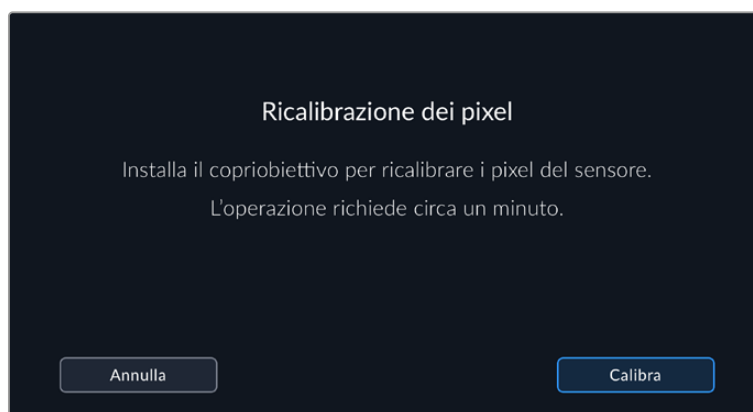 Ricalibrazione dei pixel
Installa il copriobiettivo per ricalibrare i pixel del sensore.
L'operazione richiede circa un minuto.
Annulla
Calibra